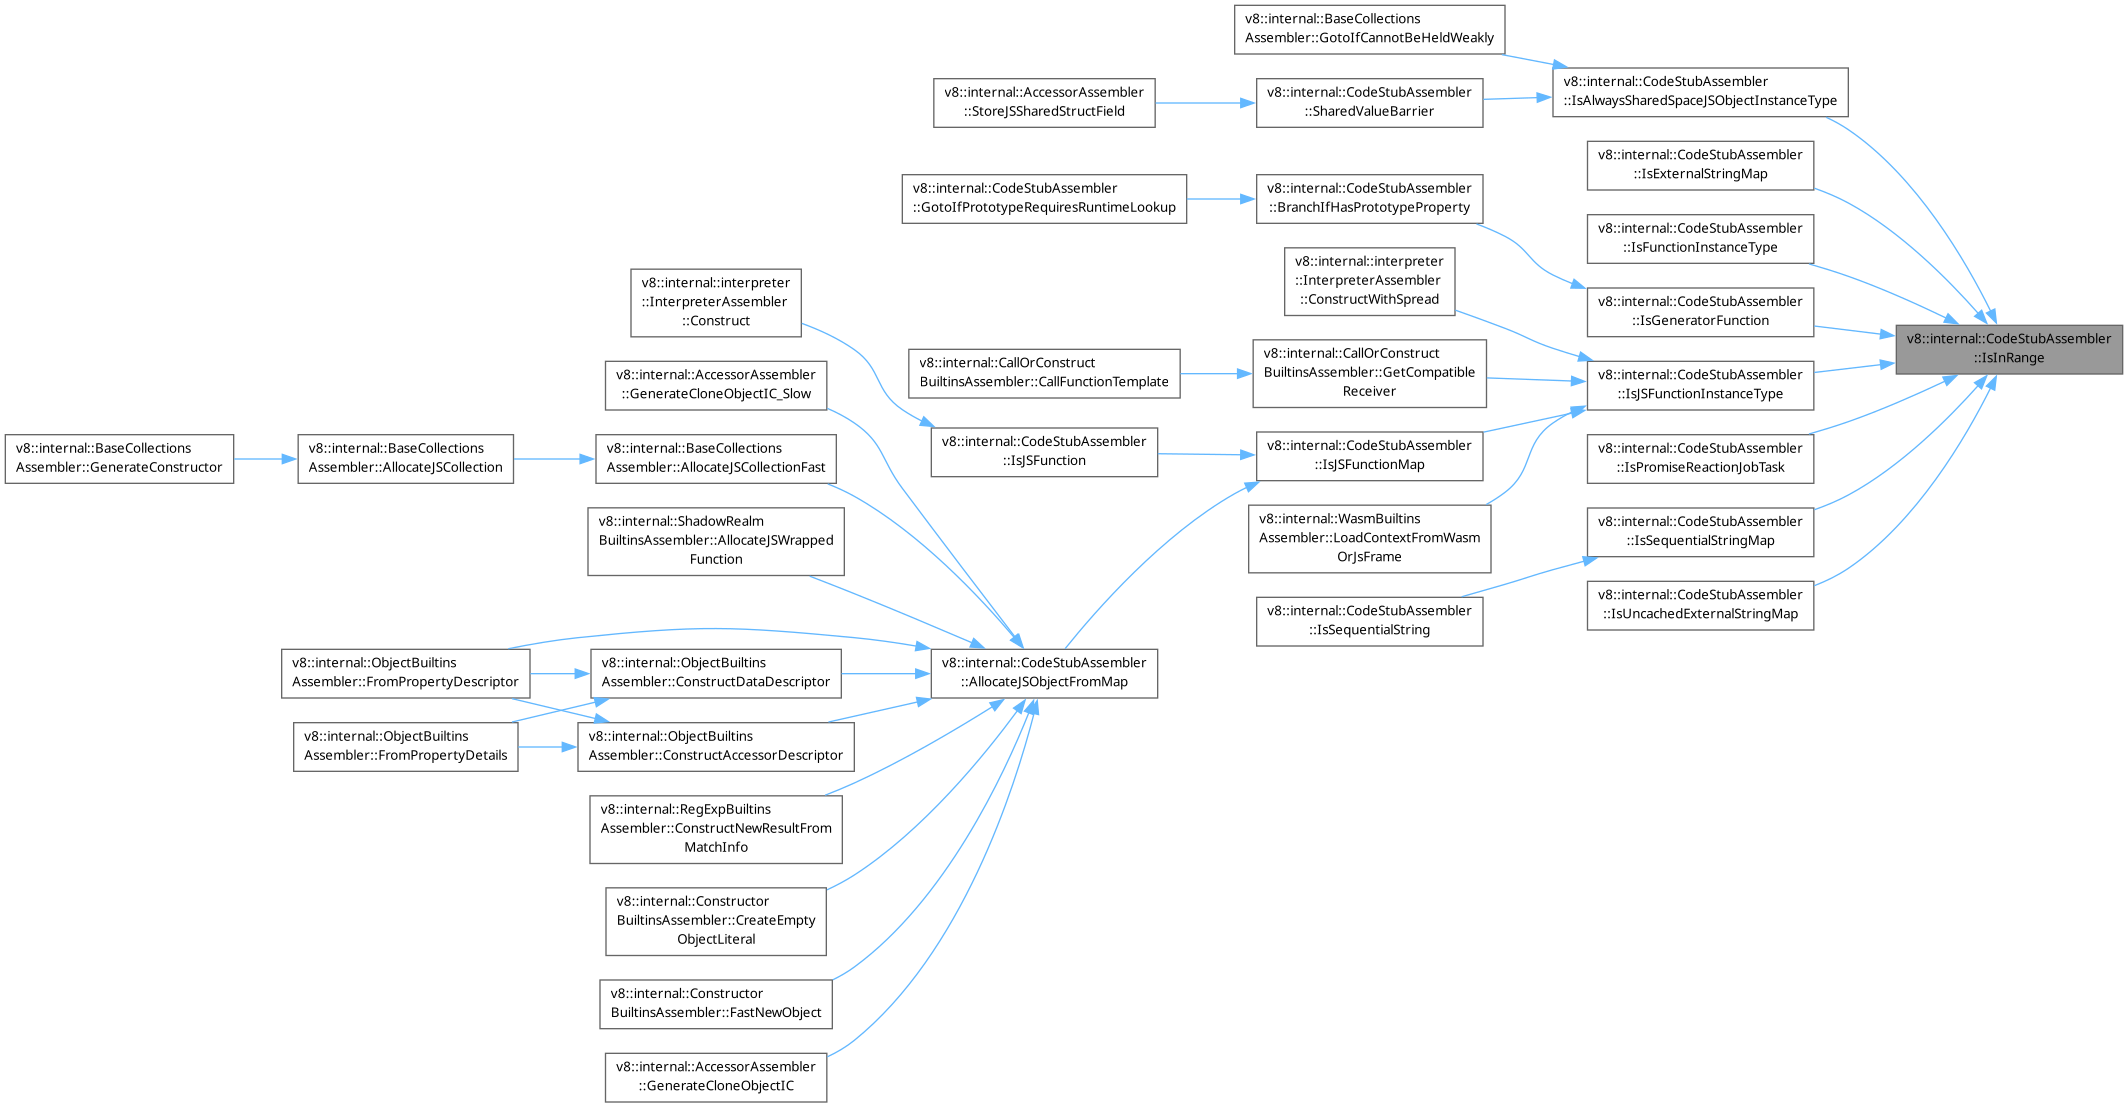 v8::internal::BaseCollections
Assembler::GotoIfCannotBeHeldWeakly
v8::internal::CodeStubAssembler
::IsAlwaysSharedSpaceJSObjectInstanceType
v8::internal::AccessorAssembler
::StoreJSSharedStructField
v8::internal::CodeStubAssembler
::SharedValueBarrier
v8::internal::CodeStubAssembler
::IsExternalStringMap
v8::internal::CodeStubAssembler
::GotoIfPrototypeRequiresRuntimeLookup
v8::internal::CodeStubAssembler
::BranchIfHasPrototypeProperty
v8::internal::CodeStubAssembler
::IsFunctionInstanceType
v8::internal::interpreter
::InterpreterAssembler
::ConstructWithSpread
v8::internal::interpreter
::InterpreterAssembler
::Construct
v8::internal::CodeStubAssembler
::IsGeneratorFunction
v8::internal::CodeStubAssembler
::IsInRange
v8::internal::CallOrConstruct
BuiltinsAssembler::CallFunctionTemplate
v8::internal::CallOrConstruct
BuiltinsAssembler::GetCompatible
Receiver
v8::internal::CodeStubAssembler
::IsJSFunctionInstanceType
v8::internal::AccessorAssembler
::GenerateCloneObjectIC_Slow
v8::internal::BaseCollections
Assembler::GenerateConstructor
v8::internal::BaseCollections
Assembler::AllocateJSCollection
v8::internal::BaseCollections
Assembler::AllocateJSCollectionFast
v8::internal::CodeStubAssembler
::IsJSFunction
v8::internal::CodeStubAssembler
::IsJSFunctionMap
v8::internal::CodeStubAssembler
::IsPromiseReactionJobTask
v8::internal::ShadowRealm
BuiltinsAssembler::AllocateJSWrapped
Function
v8::internal::WasmBuiltins
Assembler::LoadContextFromWasm
OrJsFrame
v8::internal::CodeStubAssembler
::IsSequentialStringMap
v8::internal::CodeStubAssembler
::IsSequentialString
v8::internal::CodeStubAssembler
::IsUncachedExternalStringMap
v8::internal::ObjectBuiltins
Assembler::FromPropertyDescriptor
v8::internal::ObjectBuiltins
Assembler::ConstructDataDescriptor
v8::internal::CodeStubAssembler
::AllocateJSObjectFromMap
v8::internal::ObjectBuiltins
Assembler::FromPropertyDetails
v8::internal::ObjectBuiltins
Assembler::ConstructAccessorDescriptor
v8::internal::RegExpBuiltins
Assembler::ConstructNewResultFrom
MatchInfo
v8::internal::Constructor
BuiltinsAssembler::CreateEmpty
ObjectLiteral
v8::internal::Constructor
BuiltinsAssembler::FastNewObject
v8::internal::AccessorAssembler
::GenerateCloneObjectIC